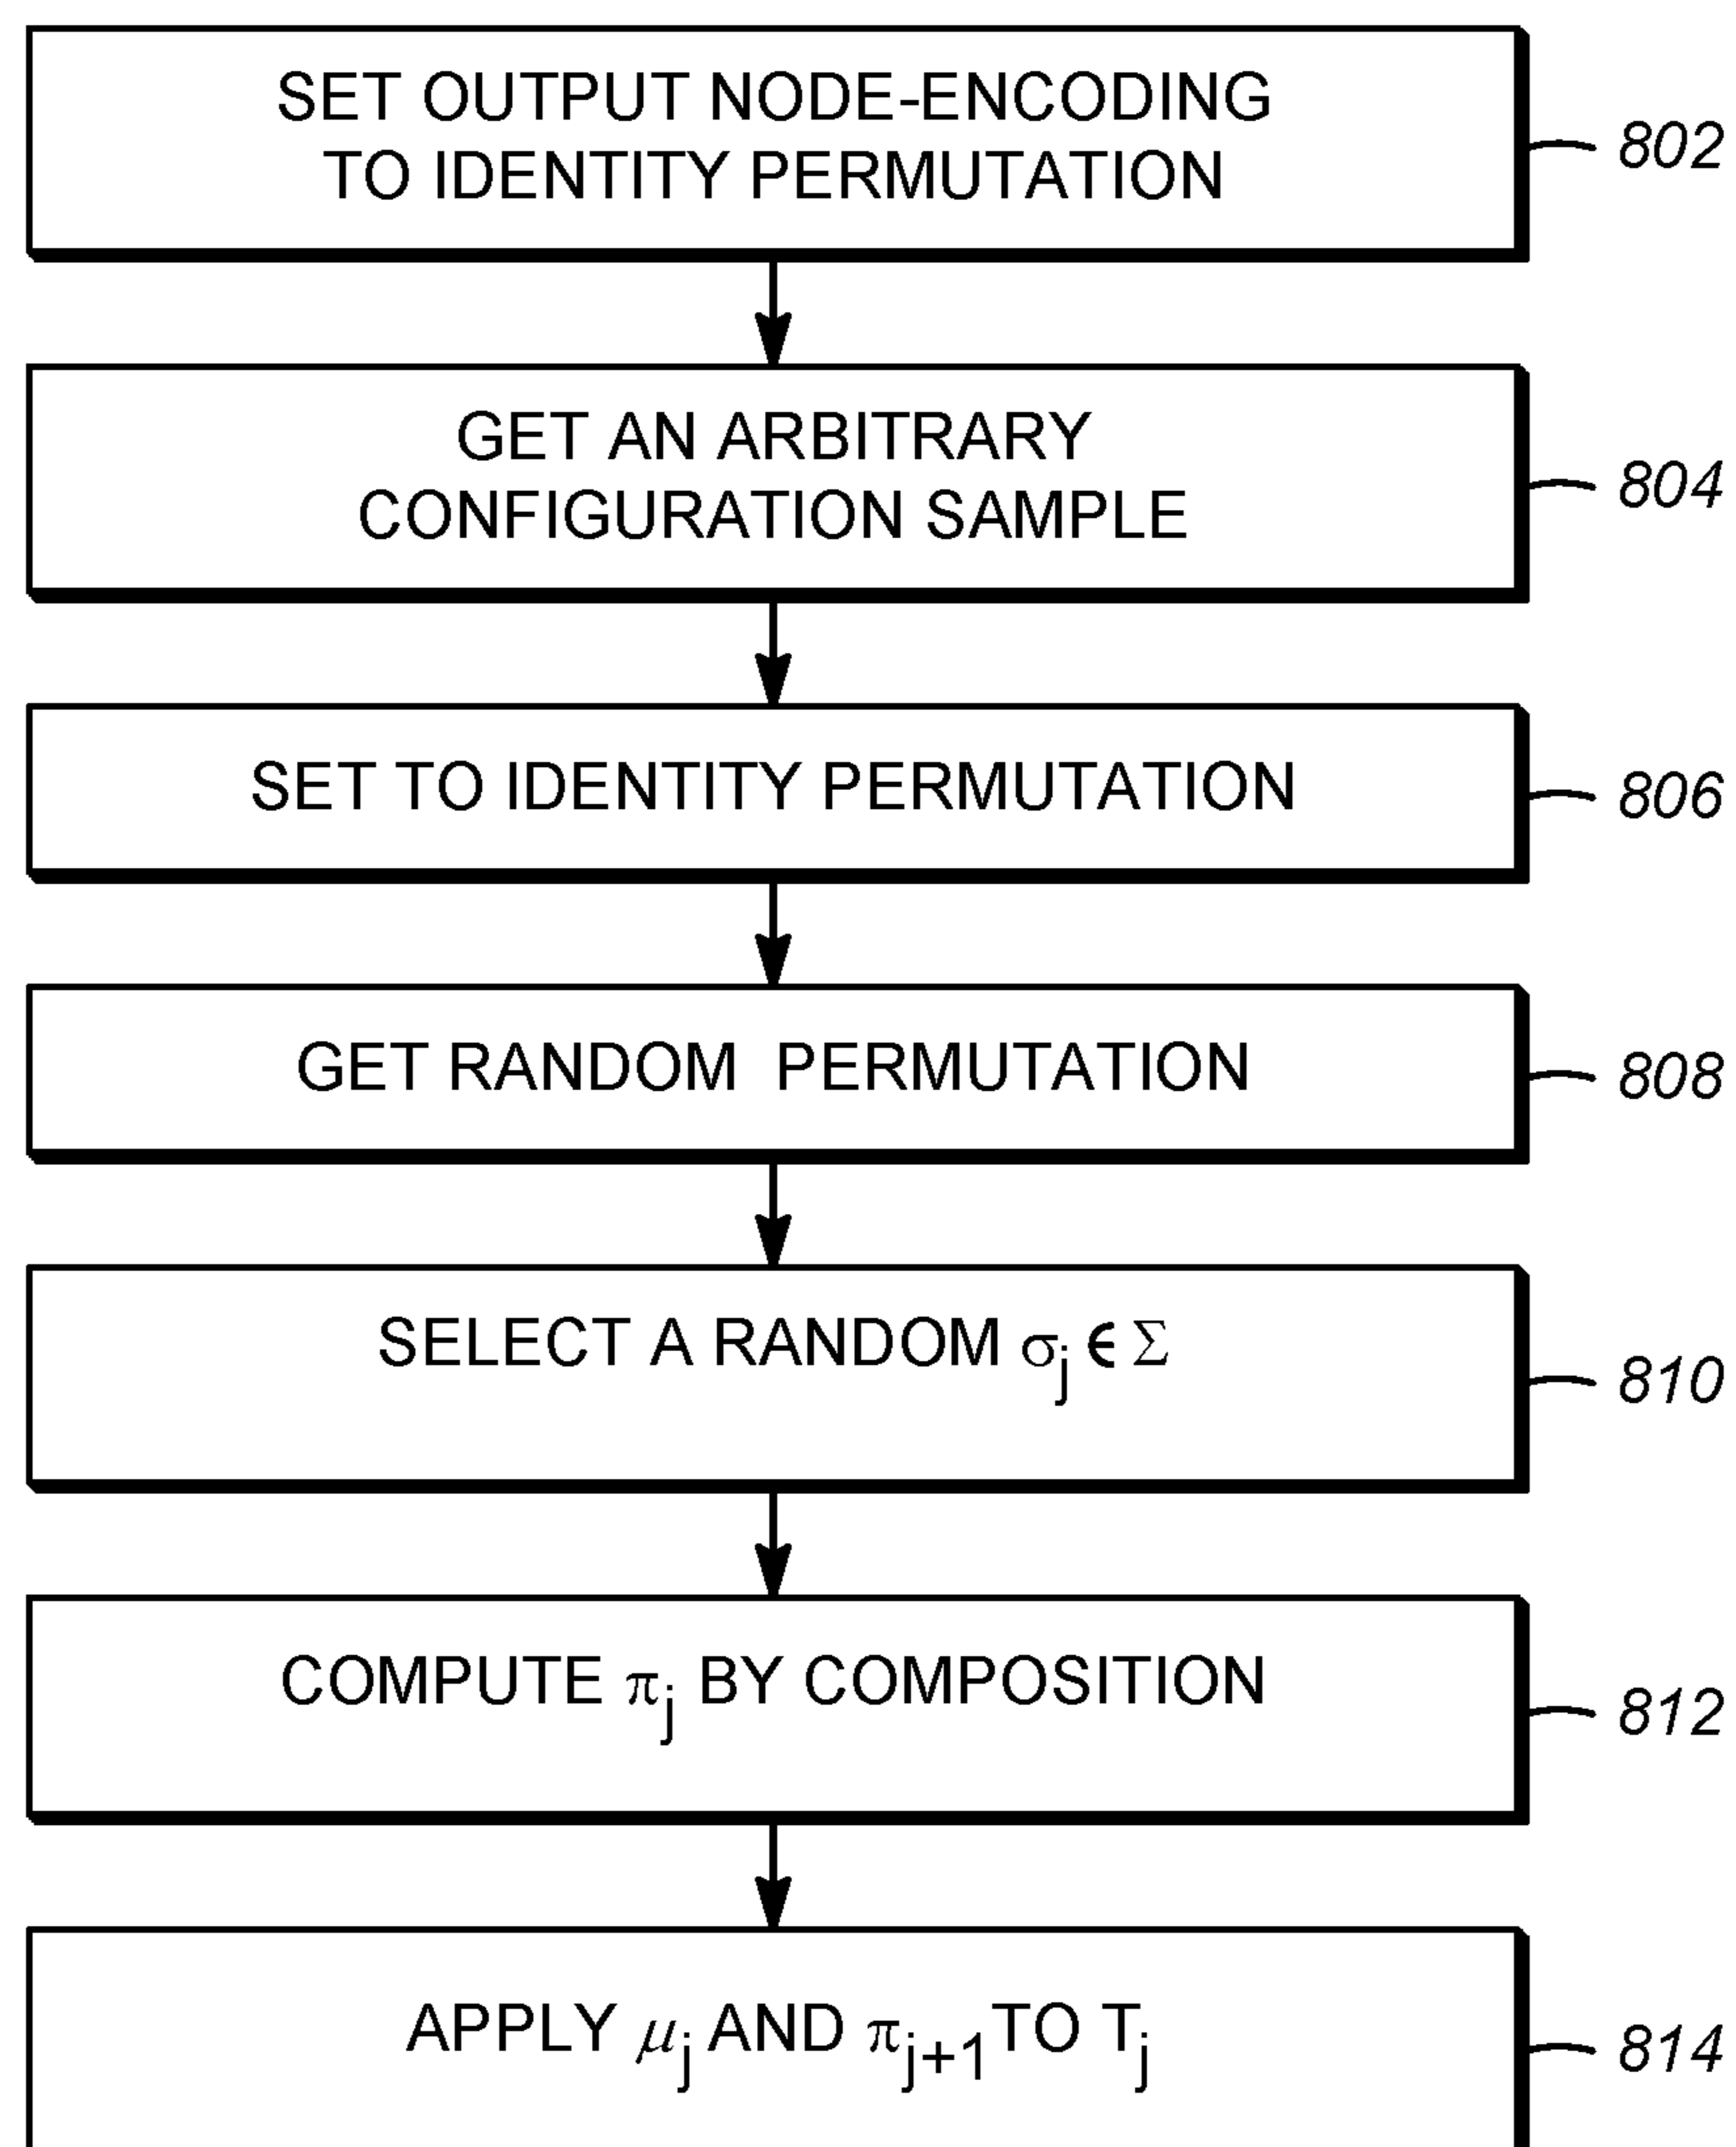 SET OUTPUT NODE-ENCODING
TO IDENTITY PERMUTATION
802
GET AN ARBITRARY
CONFIGURATION SAMPLE
804
SET TO IDENTITY PERMUTATION
806
GET RANDOM PERMUTATION
808
SELECT A RANDOM σj ϵ Σ
810
COMPUTE πj BY COMPOSITION
812
APPLY μj AND πj+1 TO Tj
814